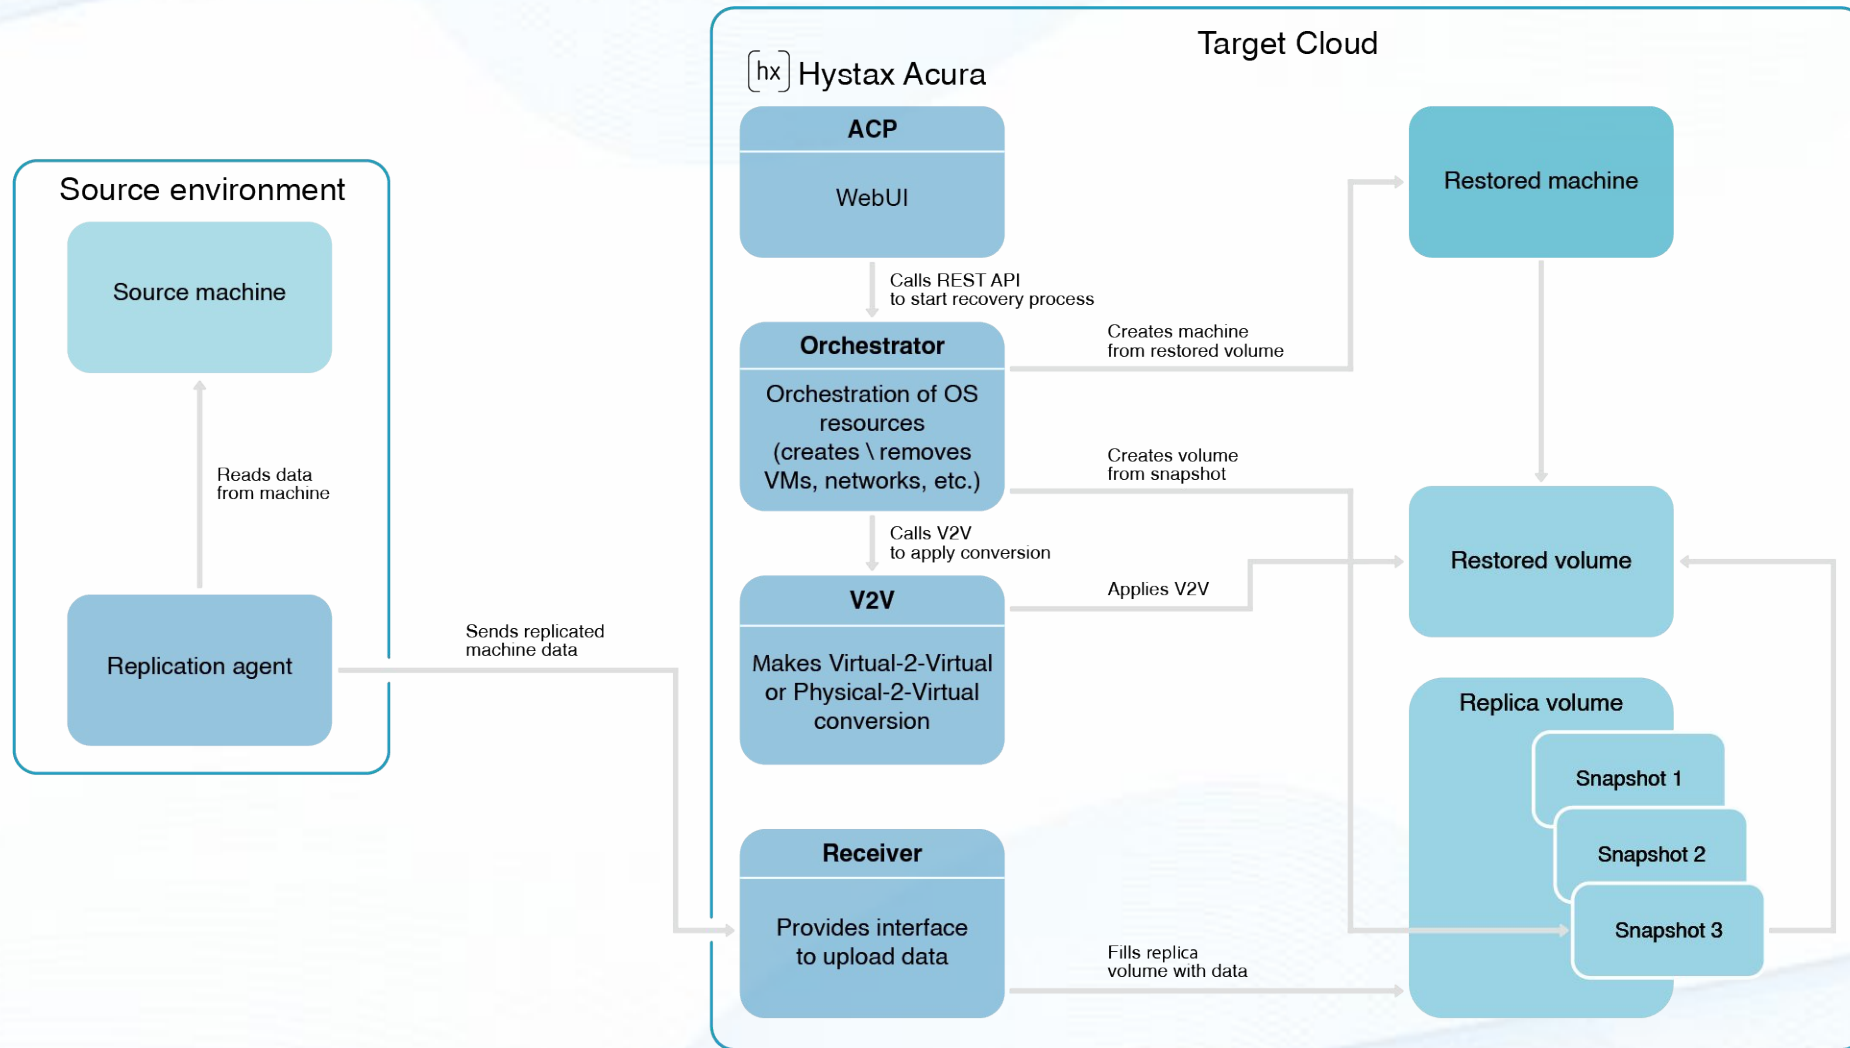 Target Cloud
[hx] Hystax Acura
ACP
WebUI
Calls REST API
to start recovery process
Orchestrator
Orchestration of OS
resources
(creates \ removes
VMs, networks, etc.)
Calls V2V
to apply conversion
V2V
Makes Virtual-2-Virtual
or Physical-2-Virtual
conversion
Receiver
Provides interface
to upload data
Source environment
Source machine
Reads data
from machine
Replication agent
Sends replicated
machine data
Creates machine
from restored volume
Creates volume
from snapshot
Applies V2V
Fills replica
volume with data
Restored machine
Restored volume
Replica volume
Snapshot 1
Snapshot 2
Snapshot 3